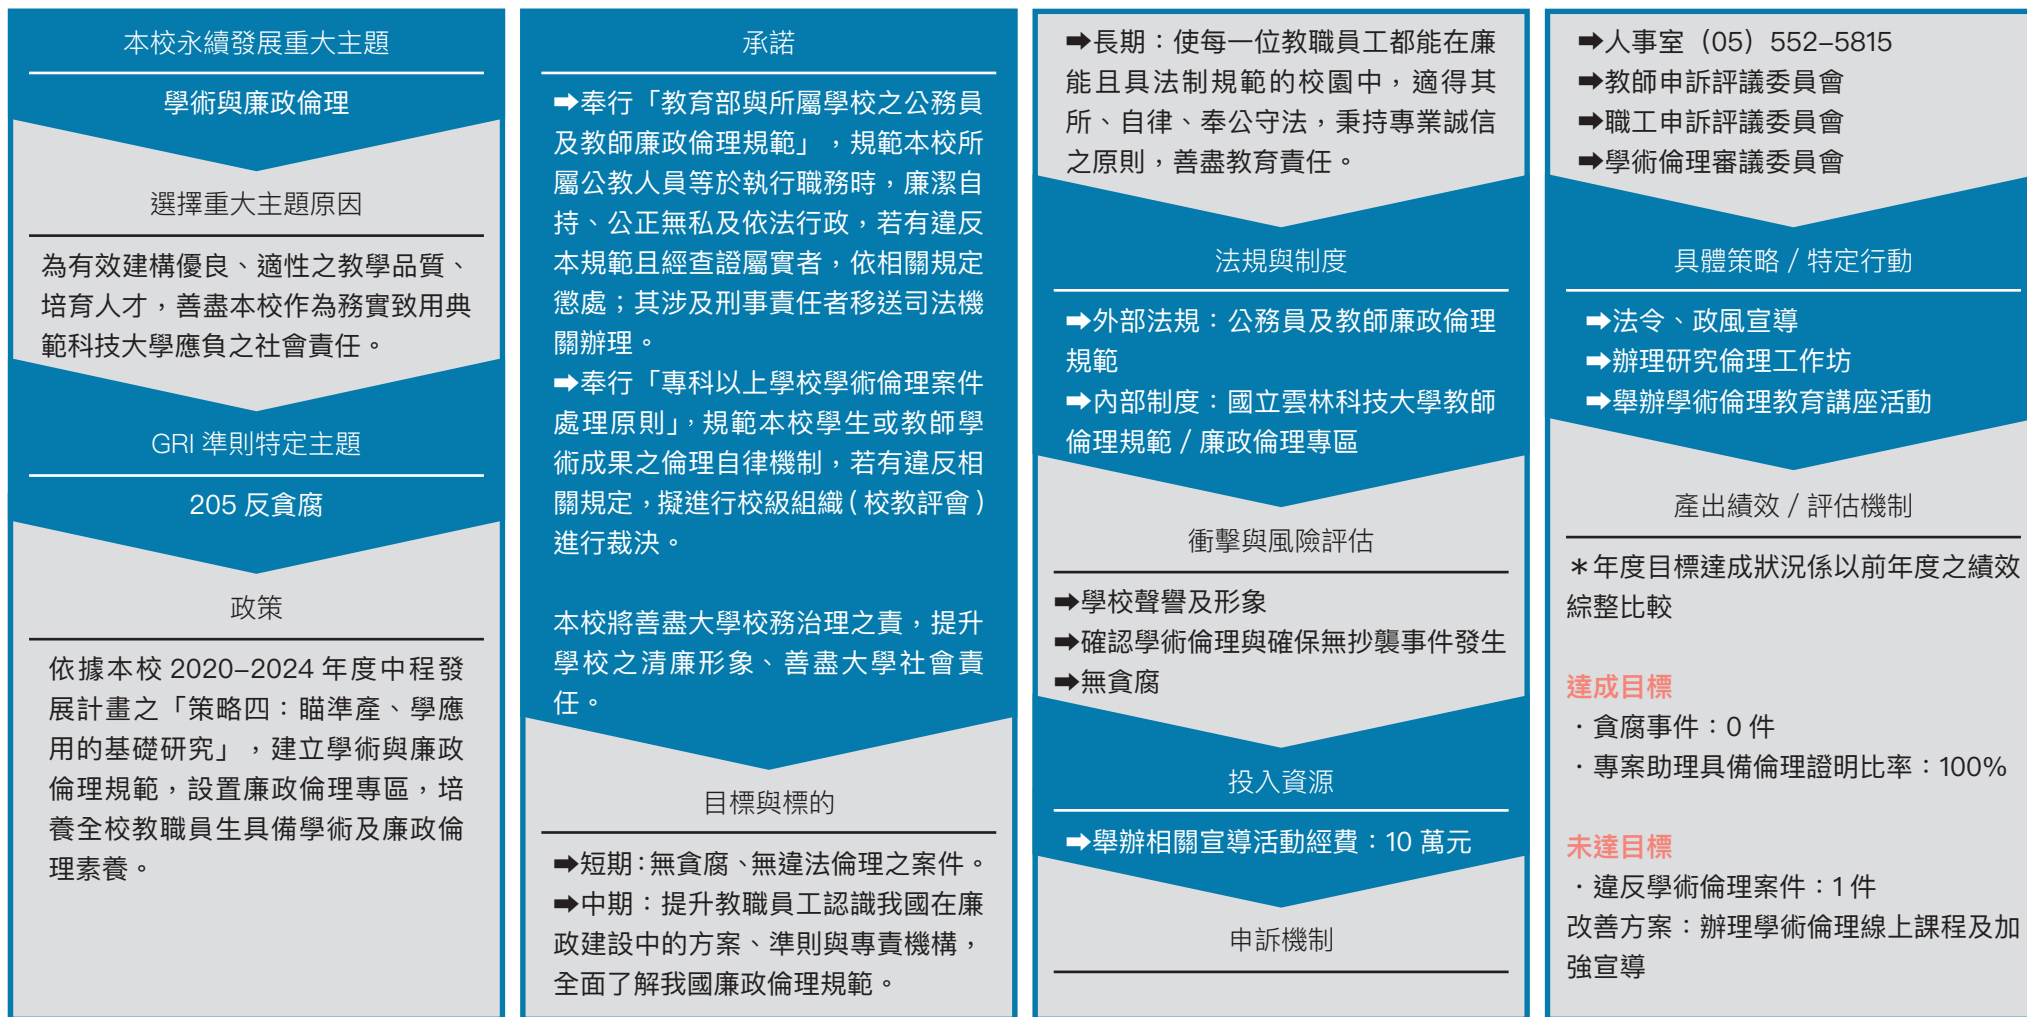 本校永續發展重大主題
學術與廉政倫理
選擇重大主題原因
為有效建構優良、適性之教學品質、
培育人才，善盡本校作為務實致用典
範科技大學應負之社會責任。
GRI 準則特定主題
205 反貪腐
政策
依據本校 2020–2024 年度中程發
展計畫之「策略四：瞄準產、學應
用的基礎研究」，建立學術與廉政
倫理規範，設置廉政倫理專區，培
養全校教職員生具備學術及廉政倫
理素養。
承諾
➡奉行「教育部與所屬學校之公務員
及教師廉政倫理規範」，規範本校所
屬公教人員等於執行職務時，廉潔自
持、公正無私及依法行政，若有違反
本規範且經查證屬實者，依相關規定
懲處；其涉及刑事責任者移送司法機
關辦理。
➡奉行「專科以上學校學術倫理案件
處理原則」，規範本校學生或教師學
術成果之倫理自律機制，若有違反相
關規定，擬進行校級組織 ( 校教評會 )
進行裁決。
本校將善盡大學校務治理之責，提升
學校之清廉形象、善盡大學社會責
任。
目標與標的
➡短期：無貪腐、無違法倫理之案件。
➡中期：提升教職員工認識我國在廉
政建設中的方案、準則與專責機構，
全面了解我國廉政倫理規範。
➡長期：使每一位教職員工都能在廉
能且具法制規範的校園中，適得其
所、自律、奉公守法，秉持專業誠信
之原則，善盡教育責任。
法規與制度
➡外部法規：公務員及教師廉政倫理
規範
➡內部制度：國立雲林科技大學教師
倫理規範 / 廉政倫理專區
衝擊與風險評估
➡學校聲譽及形象
➡確認學術倫理與確保無抄襲事件發生
➡無貪腐
投入資源
➡舉辦相關宣導活動經費：10 萬元
申訴機制
➡人事室（05）552–5815
➡教師申訴評議委員會
➡職工申訴評議委員會
➡學術倫理審議委員會
具體策略 / 特定行動
➡法令、政風宣導
➡辦理研究倫理工作坊
➡舉辦學術倫理教育講座活動
產出績效 / 評估機制
＊年度目標達成狀況係以前年度之績效
綜整比較
達成目標
．貪腐事件：0 件
．專案助理具備倫理證明比率：100%
未達目標
．違反學術倫理案件：1 件
改善方案：辦理學術倫理線上課程及加
強宣導